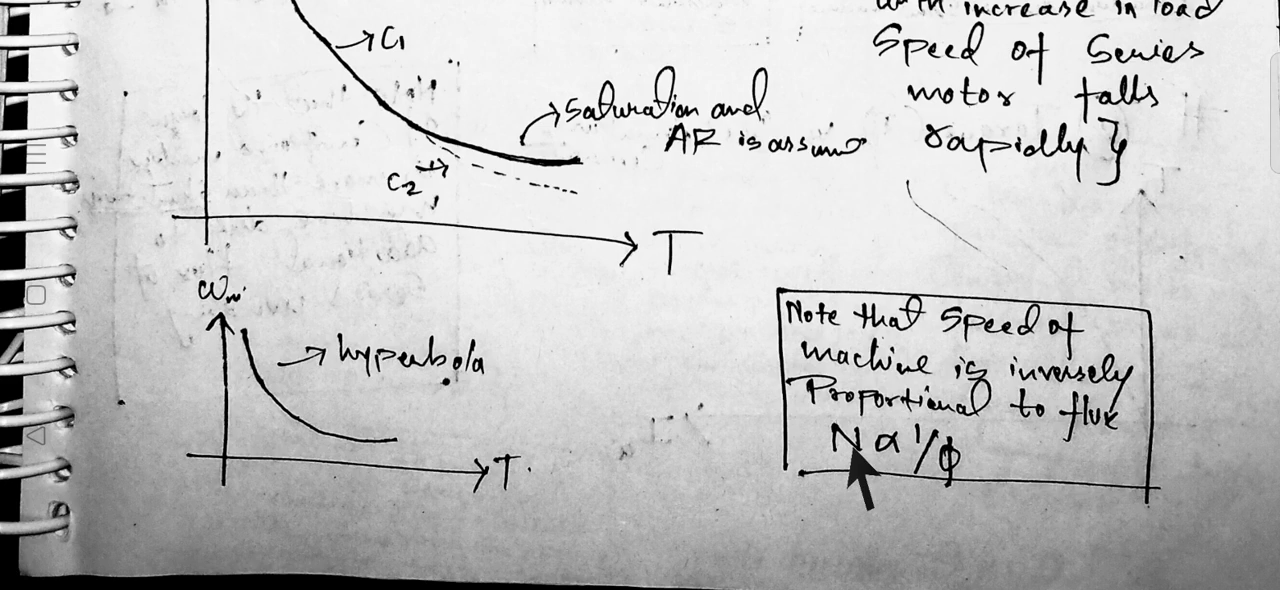 with increase in load
Speed of Series
motor falls
rapidly }
→ C1
→ Saturation and
AR is assum
C2 →
T
ωm
→ hyperbola
T.
Note that Speed of
machine is inversely
Proportional to flux
N α 1/ϕ